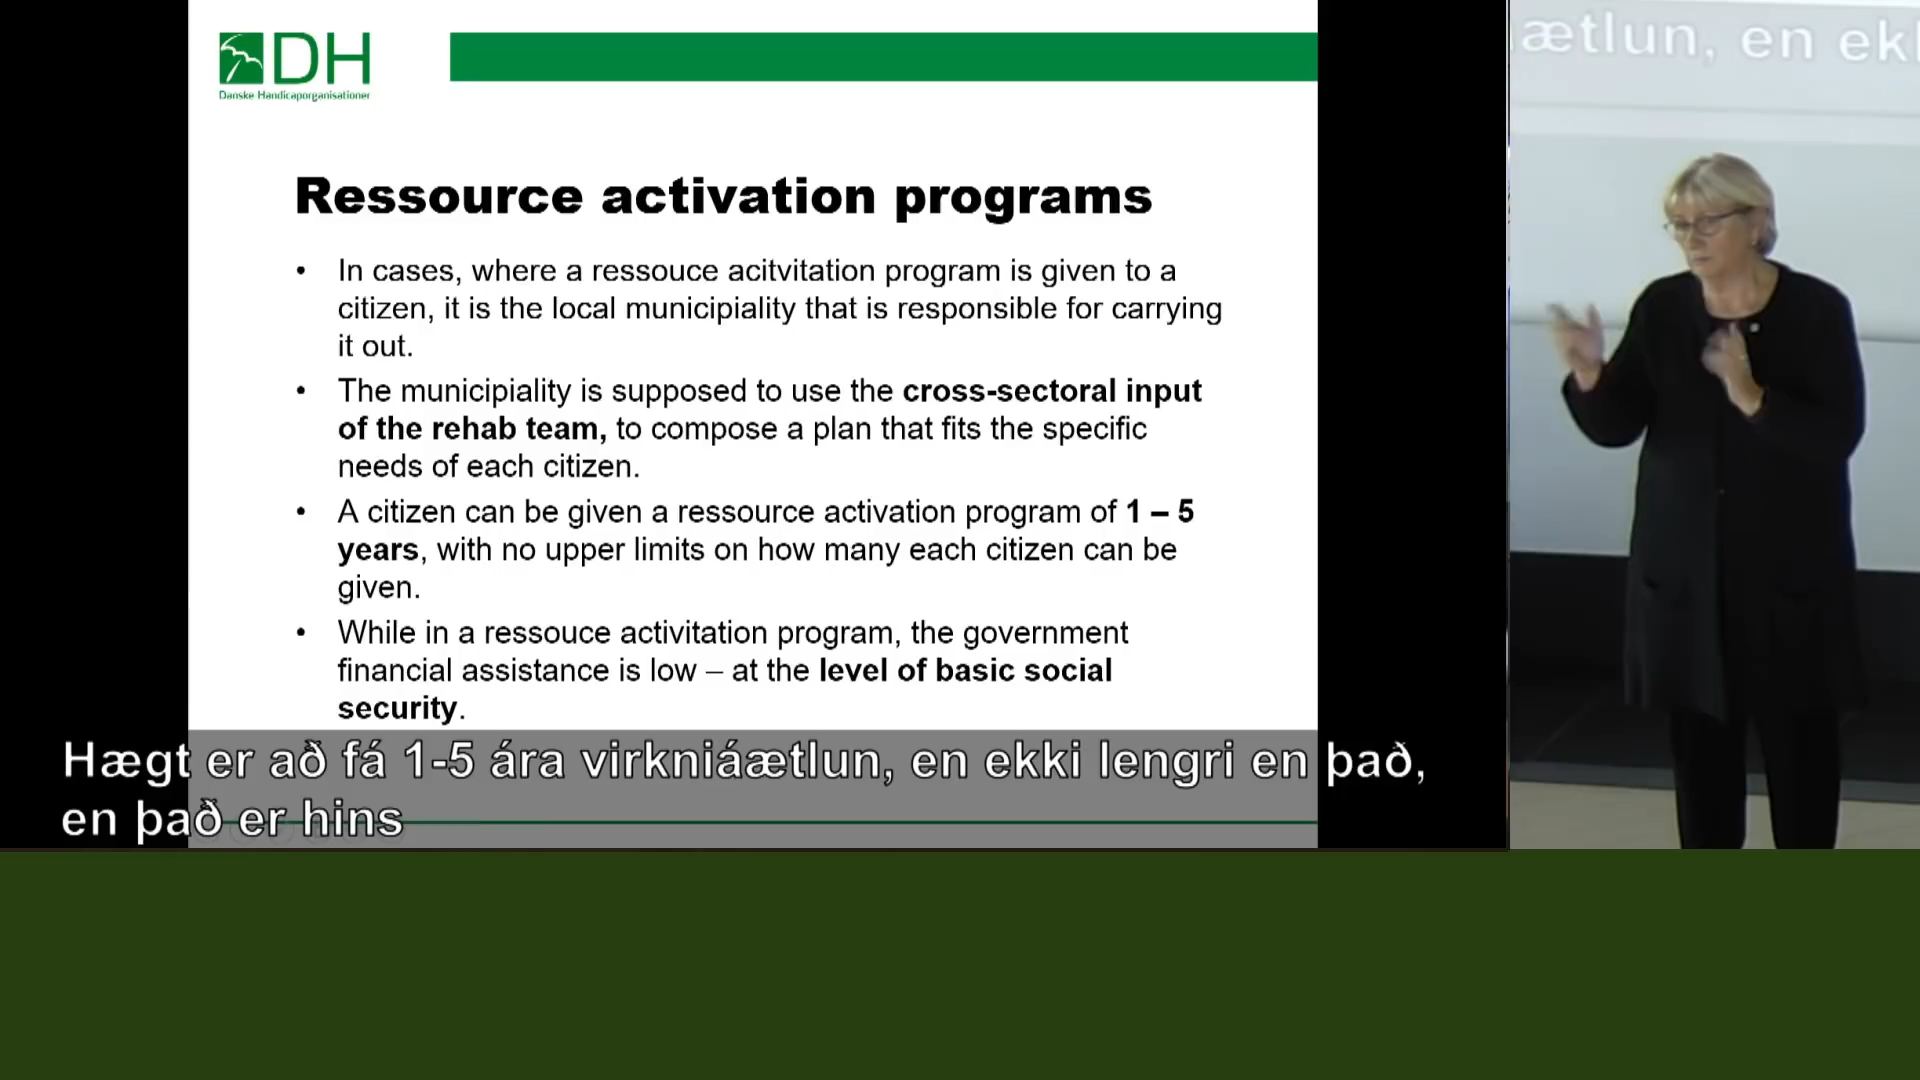 DH
Danske Handicaporganisationer
Ressource activation programs
• In cases, where a ressouce acitvitation program is given to a
citizen, it is the local municipiality that is responsible for carrying
it out.
• The municipiality is supposed to use the cross-sectoral input
of the rehab team, to compose a plan that fits the specific
needs of each citizen.
• A citizen can be given a ressource activation program of 1 – 5
years, with no upper limits on how many each citizen can be
given.
• While in a ressouce activitation program, the government
financial assistance is low – at the level of basic social
security.
Hægt er að fá 1-5 ára virkniáætlun, en ekki lengri en það,
en það er hins
ætlun, en ekk